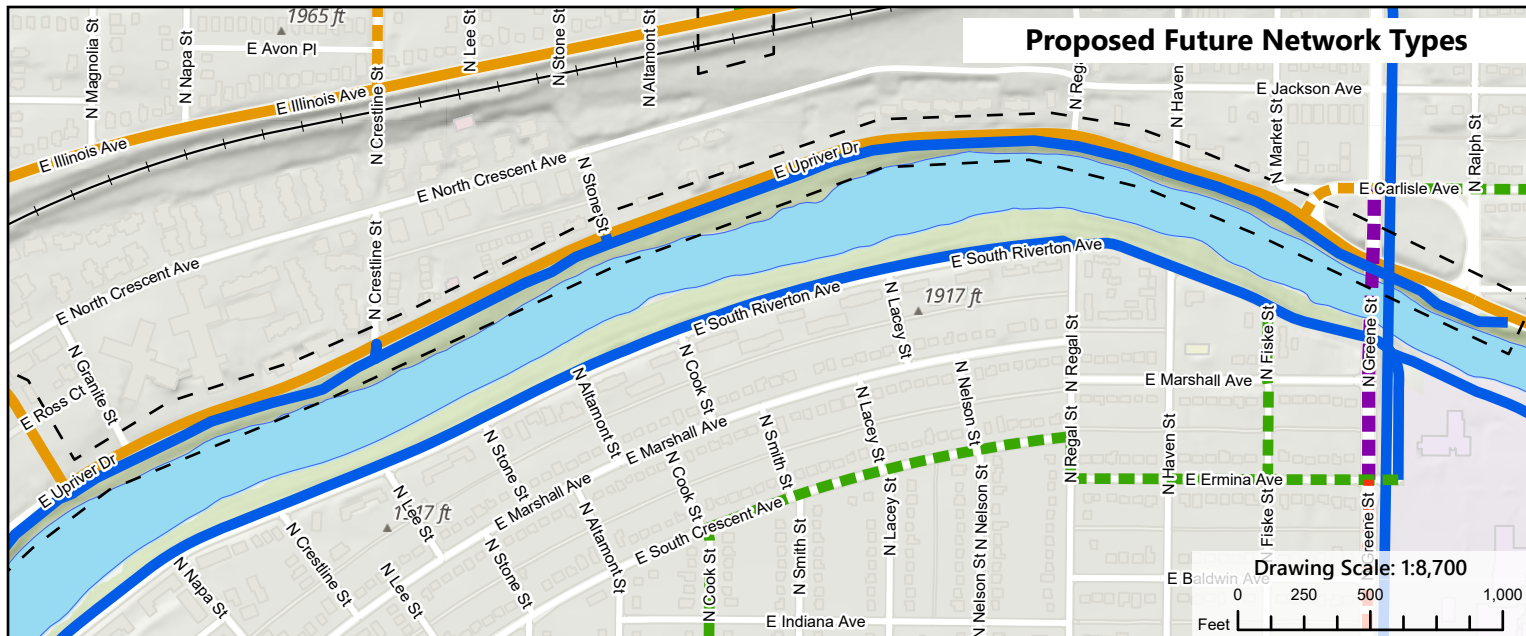 Proposed Future Network Types
1965 ft
N Magnolia St
N Napa St
E Avon Pl
N Crestline St
N Lee St
N Stone St
N Altamont St
E Illinois Ave
E Illinois Ave
N Haven
E Jackson Ave
N Market St
N Ralph St
E North Crescent Ave
N Stone St
E Upriver Dr
E Carlisle Ave
N Crestline St
E North Crescent Ave
E South Riverton Ave
E South Riverton Ave
1917 ft
N Lacey St
N Fiske St
N Greene St
N Regal St
N Granite St
E Ross Ct
N Cook St
N Altamont St
E Marshall Ave
N Nelson St
N Lacey St
N Smith St
E Marshall Ave
E Upriver Dr
N Stone St
N Regal St
N Haven St
E Ermina Ave
N Cook St
E Marshall Ave
N Lee St
N Altamont St
E South Crescent Ave
N Lacey St
N Nelson St
N Fiske St
N Greene St
N Napa St
N Crestline St
N Lee St
N Stone St
N Cook St
N Smith St
N Nelson St
E Indiana Ave
E Baldwin Ave
Drawing Scale: 1:8,700
0 250 500 1,000
Feet